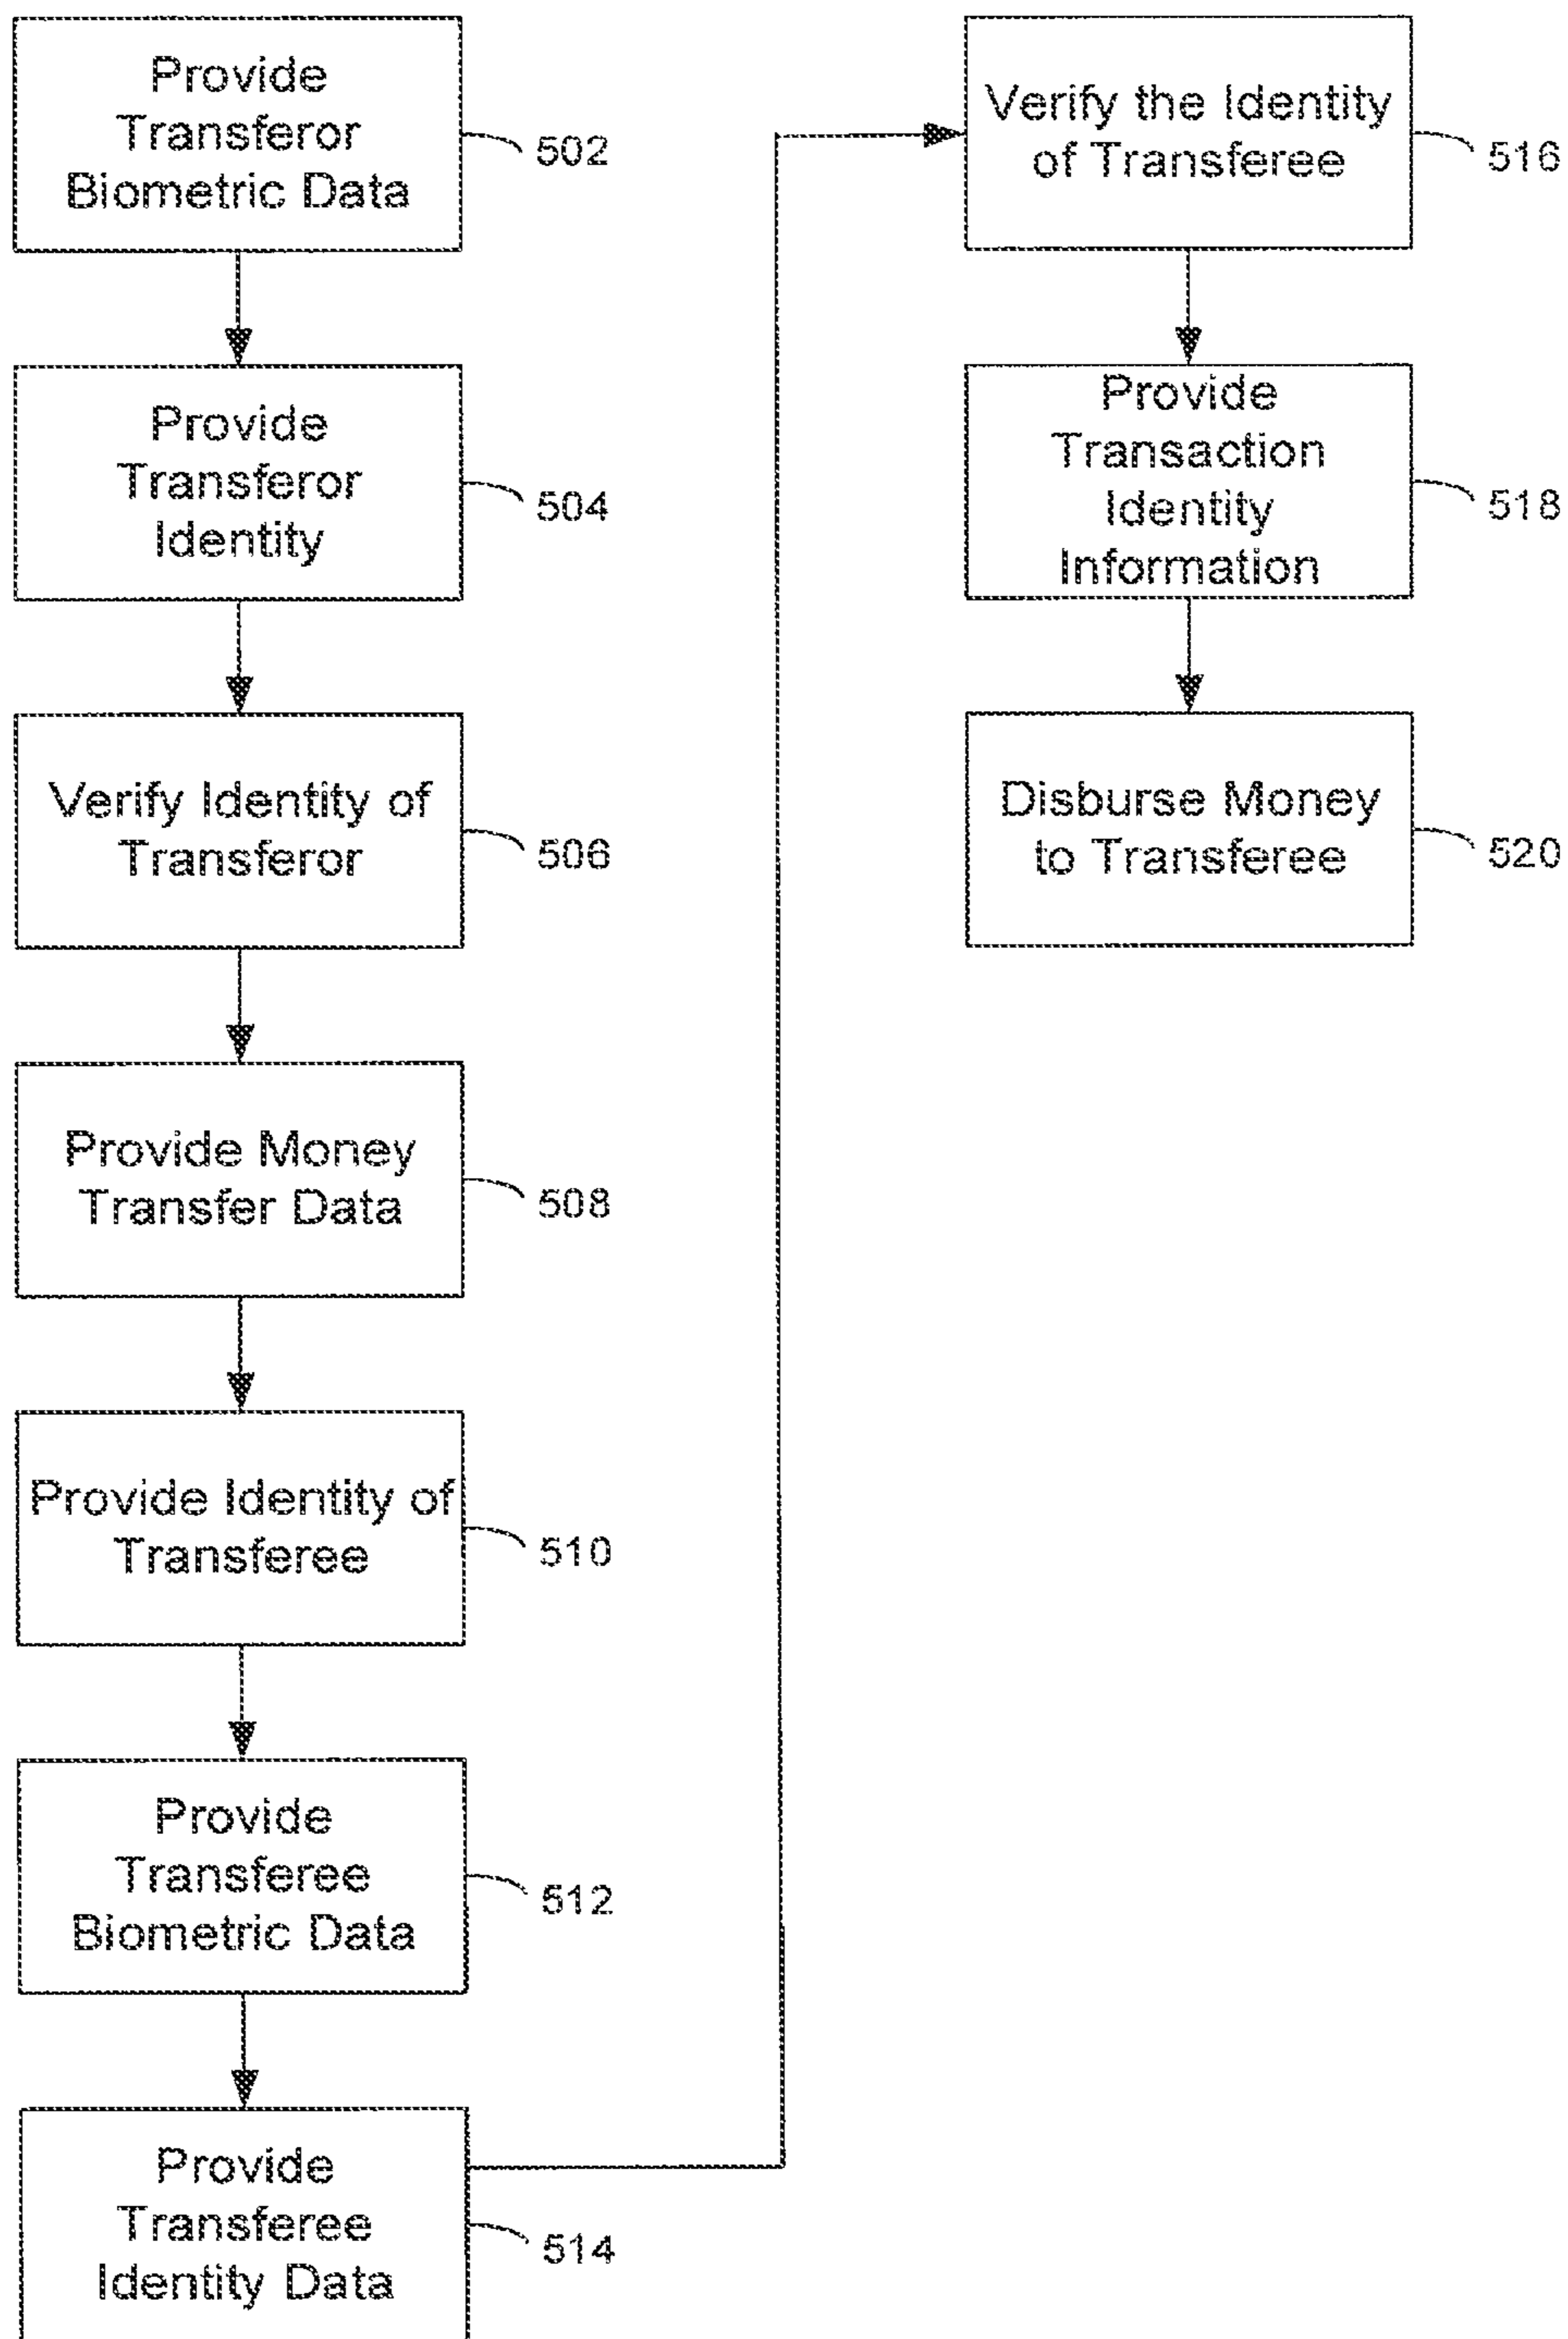 Provide
Transferor
Biometric Data
502
Provide
Transferor
Identity
504
Verify Identity of
Transferor
506
Provide Money
Transfer Data
508
Provide Identity of
Transferee
510
Provide
Transferee
Biometric Data
512
Provide
Transferee
Identity Data
514
Verify the Identity
of Transferee
516
Provide
Transaction
Identity
Information
518
Disburse Money
to Transferee
520